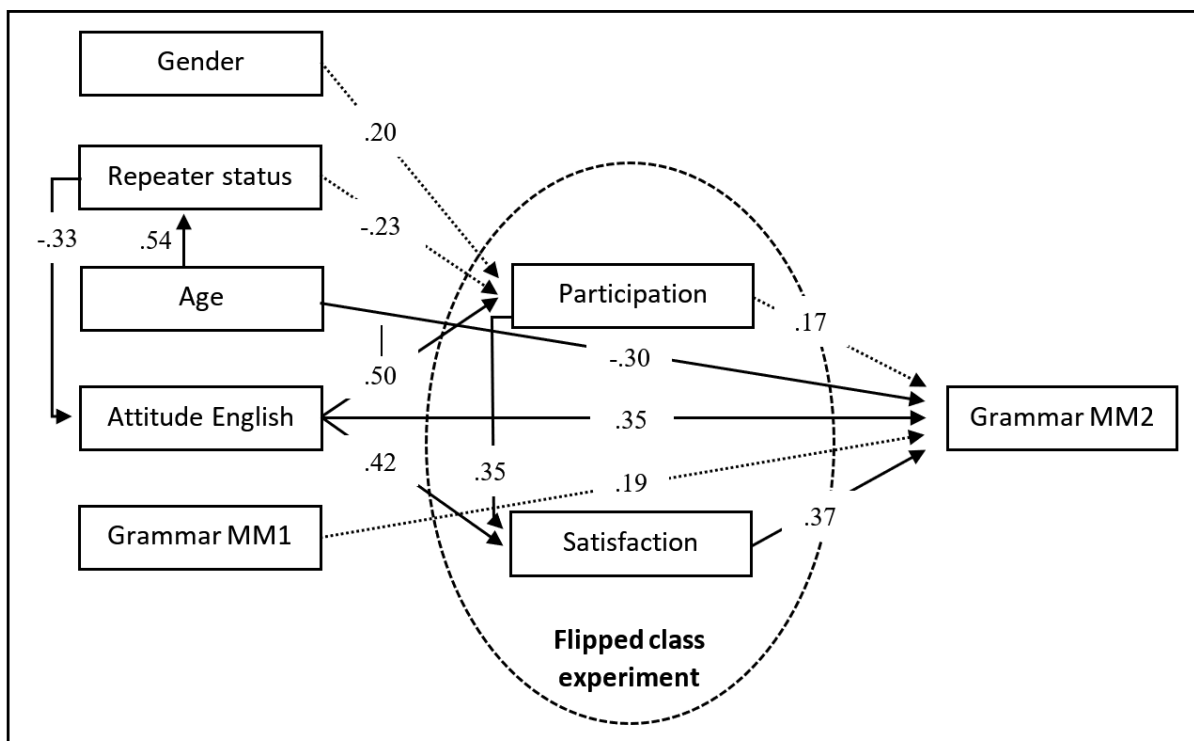 Gender
.20
Repeater status
-.23
-.33
.54
Age
Participation
.17
-.30
.50
Attitude English
.35
Grammar MM2
.42
.35
.19
Grammar MM1
Satisfaction
.37
Flipped class
experiment